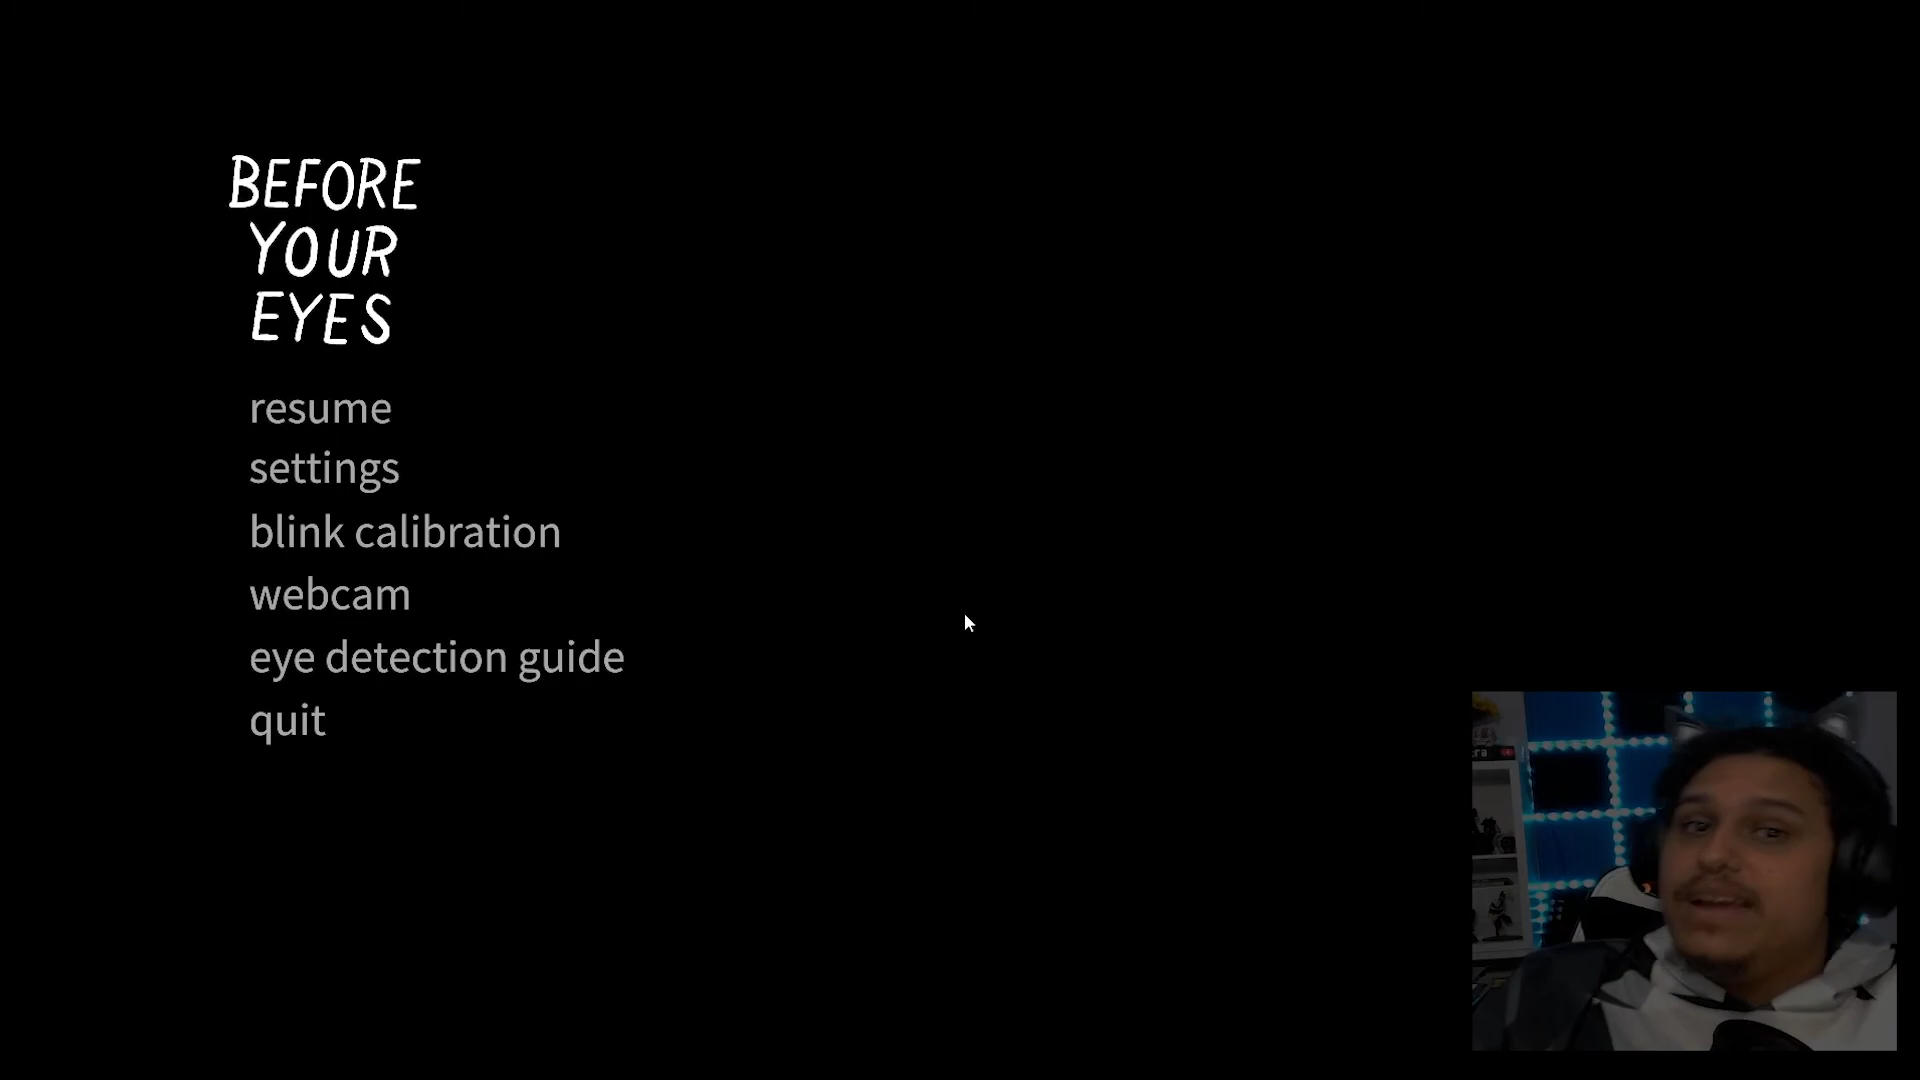 BEFORE
YOUR
EYES
resume
settings
blink calibration
webcam
eye detection guide
quit